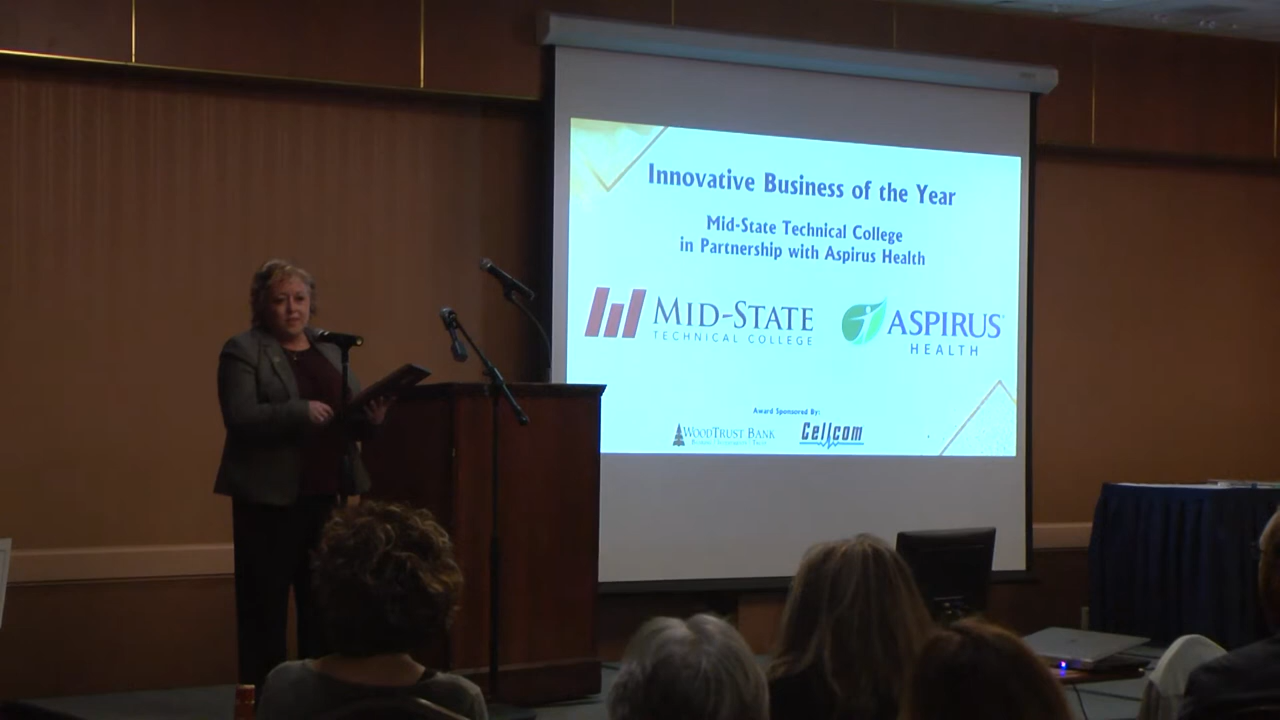 Innovative Business of the Year
Mid-State Technical College
in Partnership with Aspirus Health
MID-STATE
TECHNICAL COLLEGE
ASPIRUS
HEALTH
Award Sponsored By:
WOODTRUST BANK
Cellcom